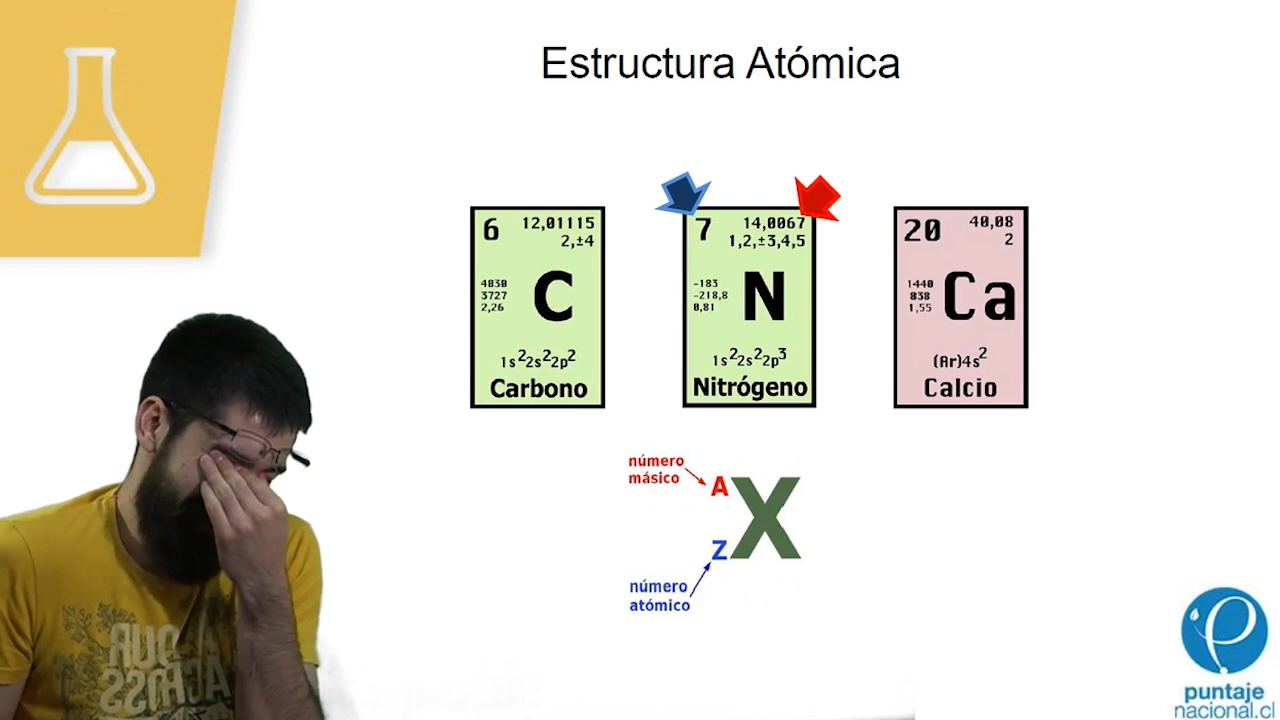 Estructura Atómica
6 12,01115
2,±4
4830
3727
2,26
C
1s²2s²2p²
Carbono
7 14,0067
1,2,±3,4,5
-183
-218,8
0,81
N
1s²2s²2p³
Nitrógeno
20 40,08
2
1440
838
1,55
Ca
(Ar)4s²
Calcio
número
másico
A
X
Z
número
atómico
puntaje
nacional.cl